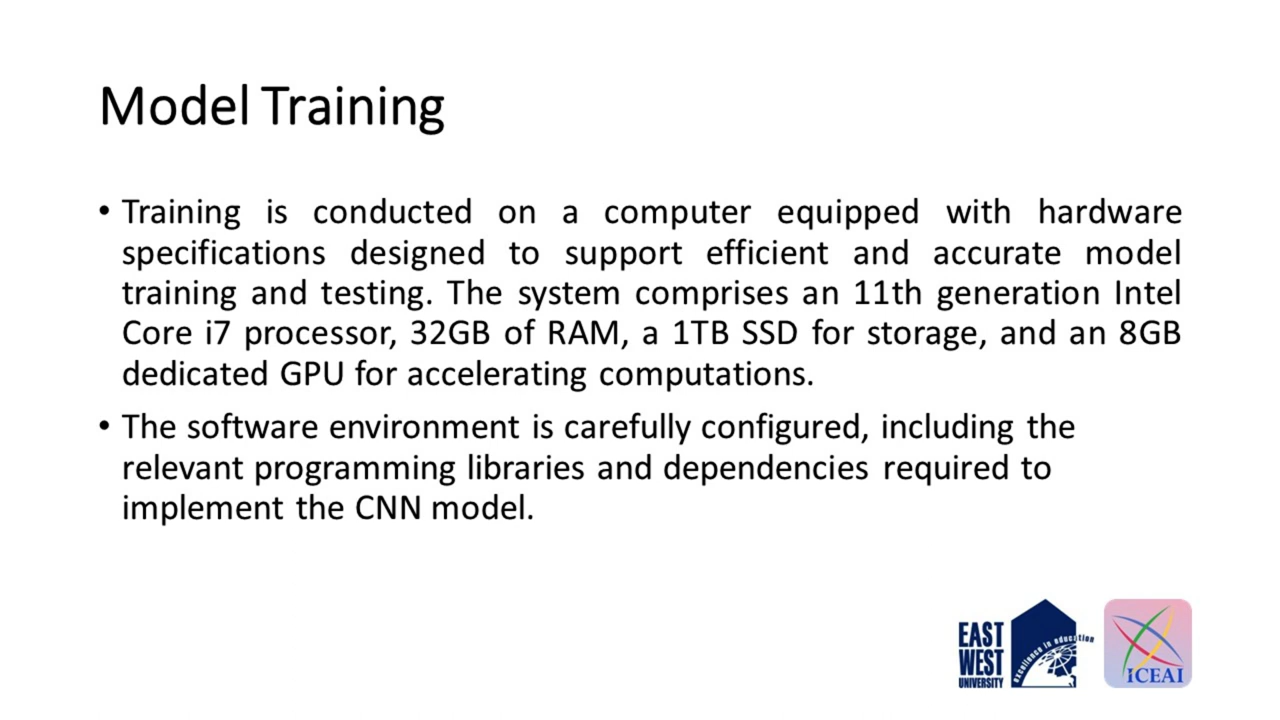 Model Training
• Training is conducted on a computer equipped with hardware
specifications designed to support efficient and accurate model
training and testing. The system comprises an 11th generation Intel
Core i7 processor, 32GB of RAM, a 1TB SSD for storage, and an 8GB
dedicated GPU for accelerating computations.
• The software environment is carefully configured, including the
relevant programming libraries and dependencies required to
implement the CNN model.
EAST
WEST
UNIVERSITY
Excellence in education
ICEAI